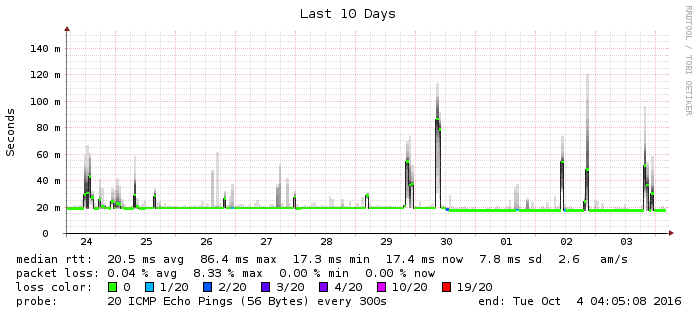 Last 10 Days
RRDTOOL / TOBI OETIKER
Seconds
140 m
120 m
100 m
80 m
60 m
40 m
20 m
0
24 25 26 27 28 29 30 01 02 03
median rtt: 20.5 ms avg 86.4 ms max 17.3 ms min 17.4 ms now 7.8 ms sd 2.6 am/s
packet loss: 0.04 % avg 8.33 % max 0.00 % min 0.00 % now
loss color: 0 1/20 2/20 3/20 4/20 10/20 19/20
probe: 20 ICMP Echo Pings (56 Bytes) every 300s end: Tue Oct 4 04:05:08 2016